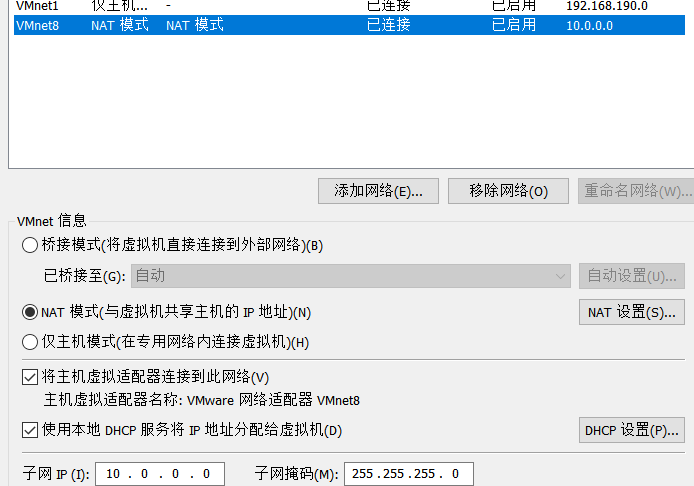 VMnet1 仅主机... - 已连接 已启用 192.168.190.0
VMnet8 NAT 模式 NAT 模式 已连接 已启用 10.0.0.0
添加网络(E)... 移除网络(O) 重命名网络(W)...
VMnet 信息
桥接模式(将虚拟机直接连接到外部网络)(B)
已桥接至(G): 自动 自动设置(U)...
NAT 模式(与虚拟机共享主机的 IP 地址)(N) NAT 设置(S)...
仅主机模式(在专用网络内连接虚拟机)(H)
将主机虚拟适配器连接到此网络(V)
主机虚拟适配器名称: VMware 网络适配器 VMnet8
使用本地 DHCP 服务将 IP 地址分配给虚拟机(D) DHCP 设置(P)...
子网 IP (I): 10 . 0 . 0 . 0 子网掩码(M): 255 . 255 . 255 . 0